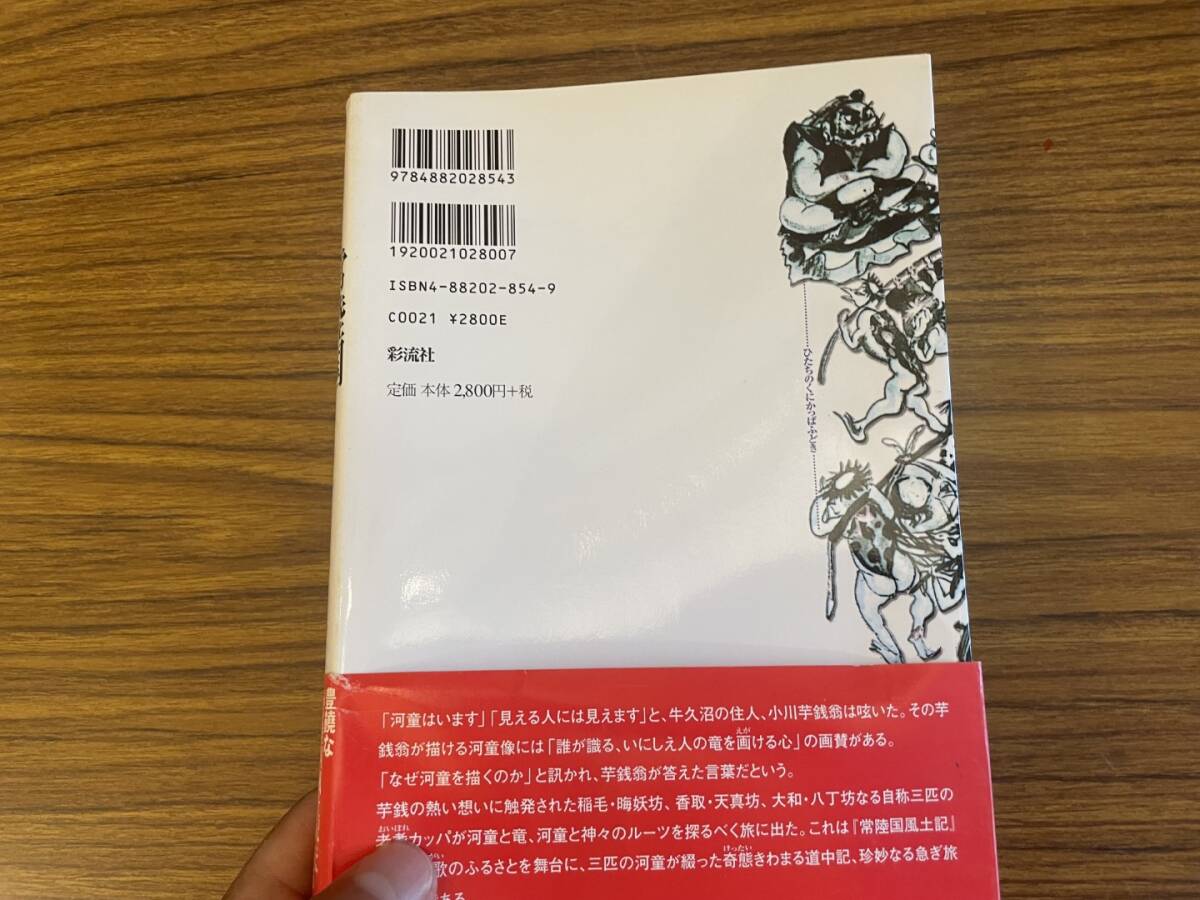 9784882028543
1920021028007
ISBN4-88202-854-9
C0021 ¥2800E
彩流社
定価 本体2,800円+税
ひたちのくにかっぱふどき
豊饒な
「河童はいます」「見える人には見えます」と、牛久沼の住人、小川芋銭翁は呟いた。その芋
銭翁が描ける河童像には「誰が識る、いにしえ人の竜を画ける心」の画賛がある。
「なぜ河童を描くのか」と訊かれ、芋銭翁が答えた言葉だという。
芋銭の熱い想いに触発された稲毛・晦妖坊、香取・天真坊、大和・八丁坊なる自称三匹の
老耄カッパが河童と竜、河童と神々のルーツを探るべく旅に出た。これは『常陸国風土記』
歌のふるさとを舞台に、三匹の河童が綴った奇態きわまる道中記、珍妙なる急ぎ旅
ある。